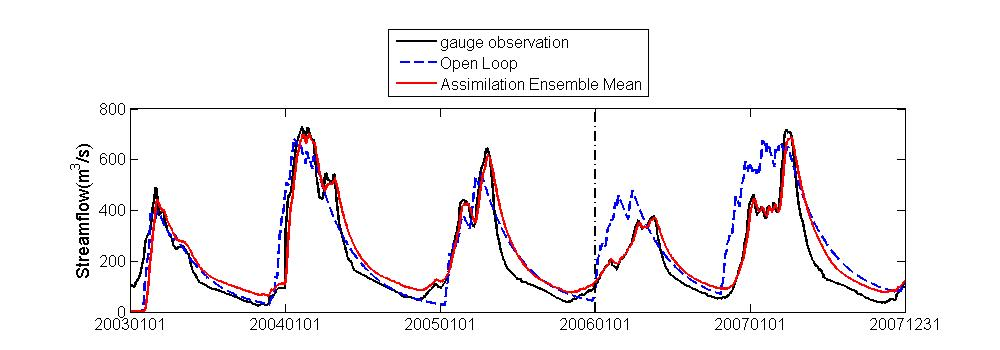 gauge observation
Open Loop
Assimilation Ensemble Mean
Streamflow(m³/s)
800
600
400
200
0
20030101 20040101 20050101 20060101 20070101 20071231